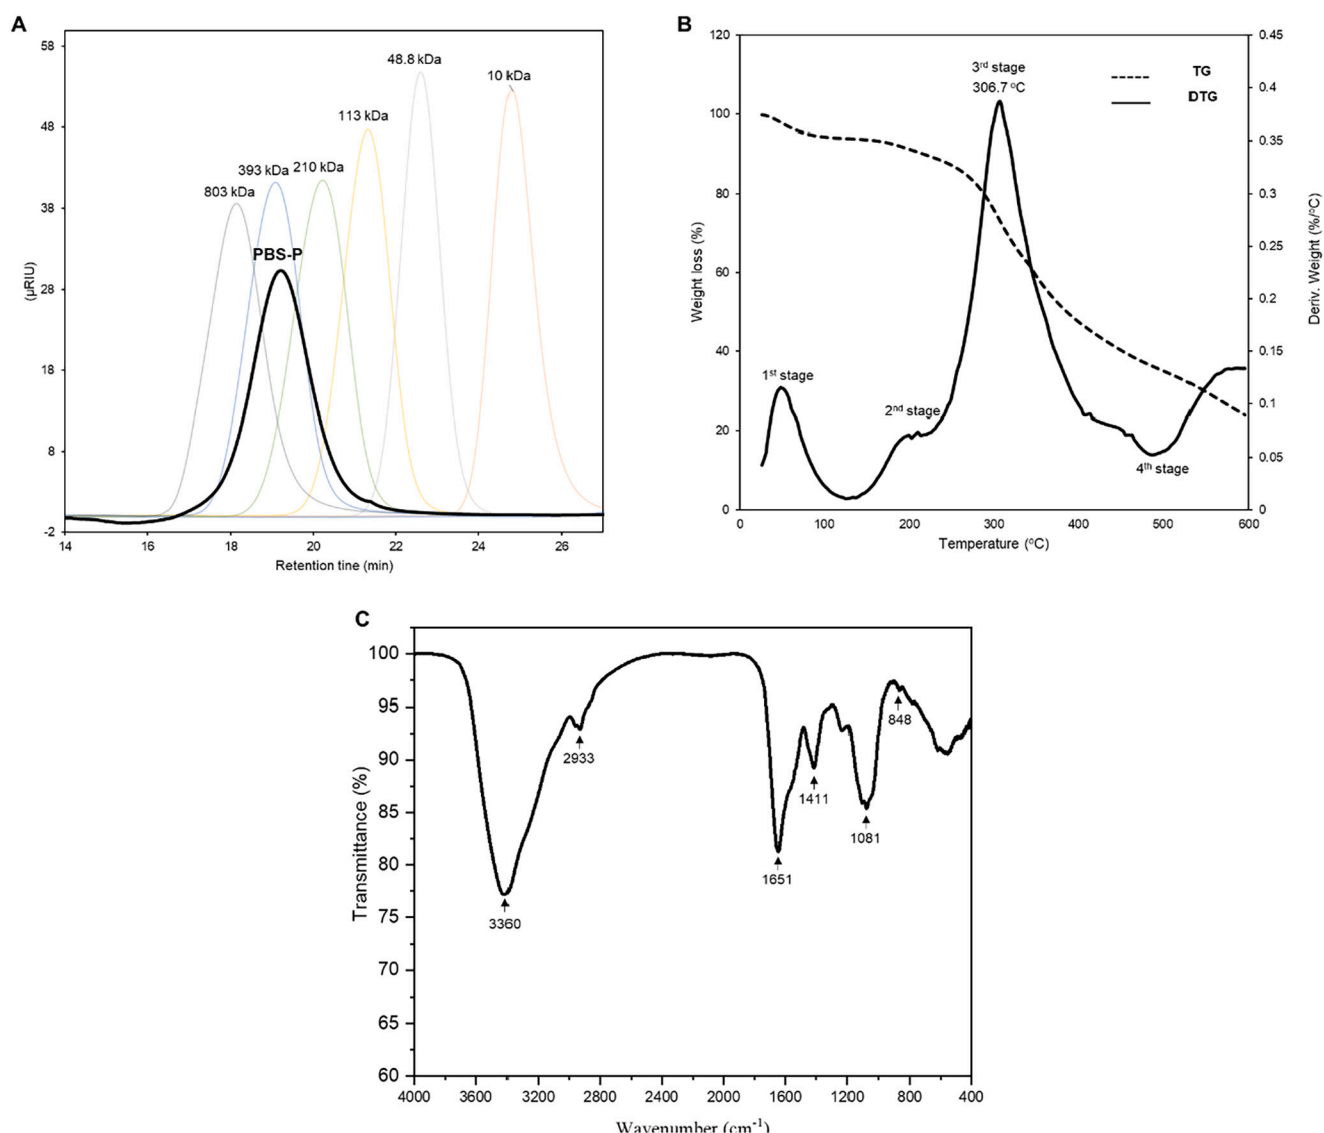 A
58
48
38
28
18
8
-2
(µRIU)
803 kDa
393 kDa
210 kDa
113 kDa
48.8 kDa
10 kDa
PBS-P
14 16 18 20 22 24 26
Retention tine (min)
B
120
100
80
60
40
20
0
Weight loss (%)
0.45
0.4
0.35
0.3
0.25
0.2
0.15
0.1
0.05
0
Deriv. Weight (%/°C)
3rd stage
306.7 °C
TG
DTG
1st stage
2nd stage
4th stage
0 100 200 300 400 500 600
Temperature (°C)
C
100
95
90
85
80
75
70
65
60
Transmittance (%)
3360
2933
1651
1411
1081
848
4000 3600 3200 2800 2400 2000 1600 1200 800 400
Wavenumber (cm-1)